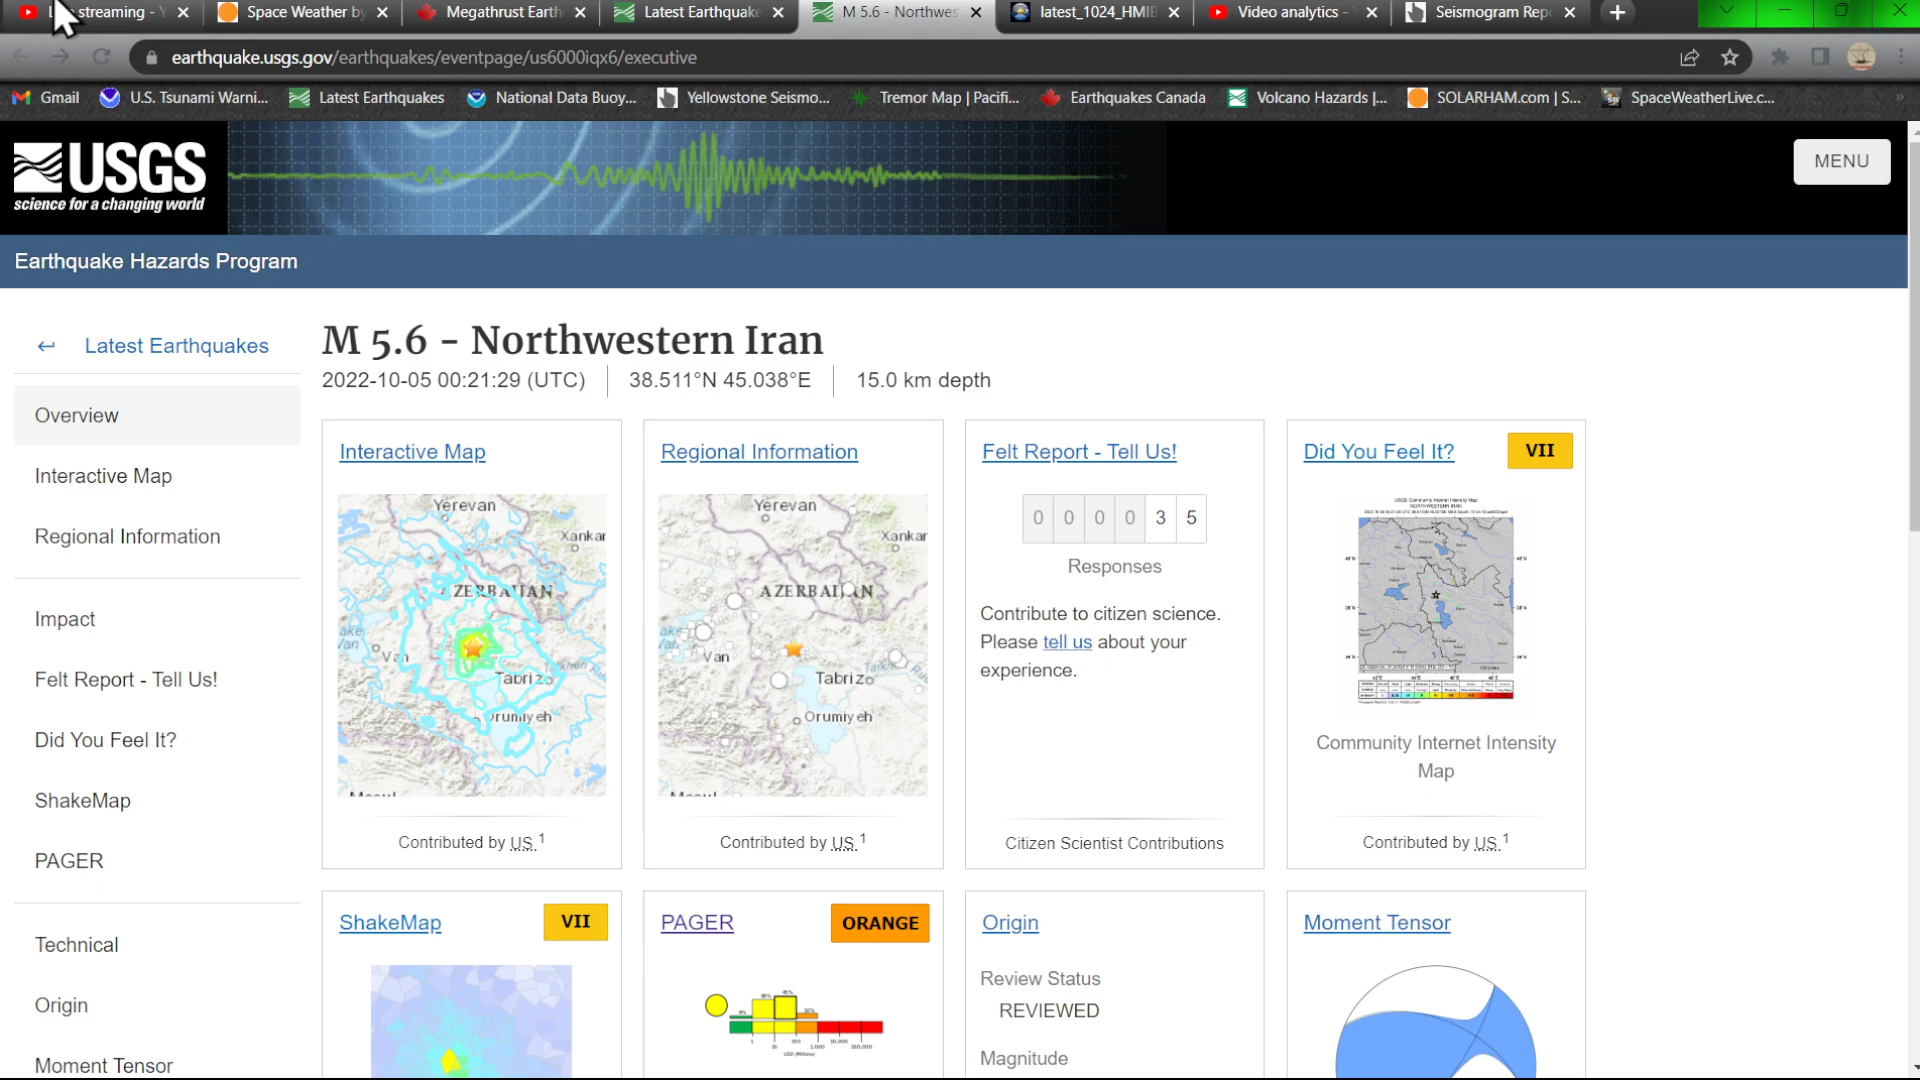 streaming - Y
Space Weather by
Megathrust Earth
Latest Earthquake
M 5.6 - Northwes
latest_1024_HMIB
Video analytics -
Seismogram Repo
earthquake.usgs.gov/earthquakes/eventpage/us6000iqx6/executive
Gmail
U.S. Tsunami Warni...
Latest Earthquakes
National Data Buoy...
Yellowstone Seismo...
Tremor Map | Pacifi...
Earthquakes Canada
Volcano Hazards |...
SOLARHAM.com | S...
SpaceWeatherLive.c...
USGS
science for a changing world
MENU
Earthquake Hazards Program
Latest Earthquakes
Overview
Interactive Map
Regional Information
Impact
Felt Report - Tell Us!
Did You Feel It?
ShakeMap
PAGER
Technical
Origin
Moment Tensor
M 5.6 - Northwestern Iran
2022-10-05 00:21:29 (UTC)
38.511°N 45.038°E
15.0 km depth
Interactive Map
Yerevan
Xankar
AZERBAIJAN
Van
Tabriz
Orumiyeh
Contributed by US 1
Regional Information
Yerevan
Xankar
AZERBAIJAN
Van
Tabriz
Orumiyeh
Contributed by US 1
Felt Report - Tell Us!
0 0 0 0 3 5
Responses
Contribute to citizen science.
Please tell us about your
experience.
Citizen Scientist Contributions
Did You Feel It?
VII
Community Internet Intensity
Map
Contributed by US 1
ShakeMap
VII
PAGER
ORANGE
Origin
Review Status
REVIEWED
Magnitude
Moment Tensor